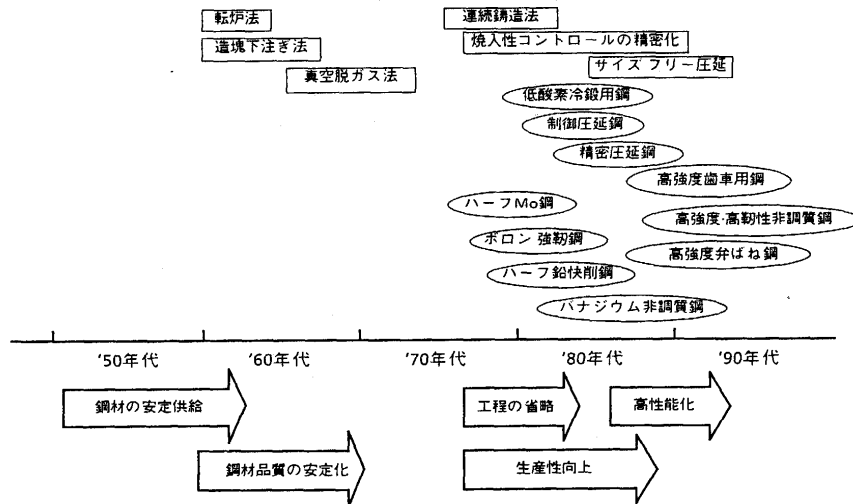 転炉法
連続鋳造法
造塊下注ぎ法
焼入性コントロールの精密化
真空脱ガス法
サイズフリー圧延
低酸素冷鍛用鋼
制御圧延鋼
精密圧延鋼
高強度歯車用鋼
ハーフMo鋼
高強度・高靭性非調質鋼
ボロン強靭鋼
高強度弁ばね鋼
ハーフ鉛快削鋼
バナジウム非調質鋼
'50年代
'60年代
'70年代
'80年代
'90年代
鋼材の安定供給
工程の省略
高性能化
鋼材品質の安定化
生産性向上